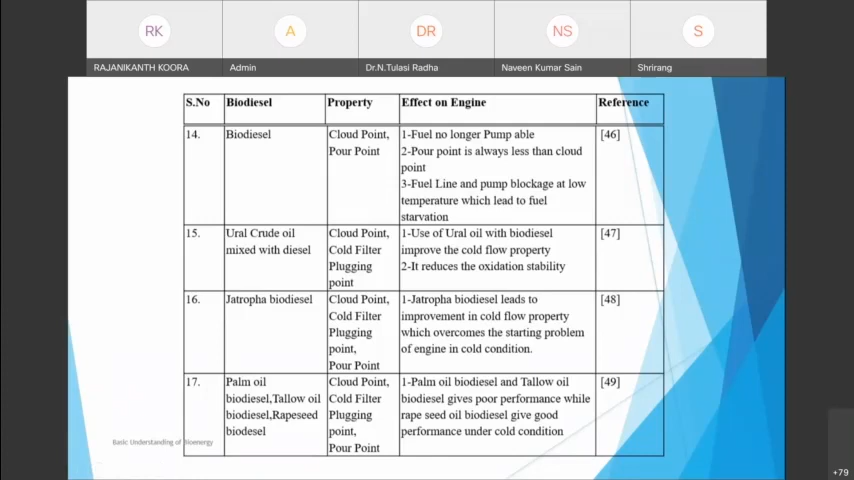 RK
A
DR
NS
S
RAJANIKANTH KOORA
Admin
Dr.N.Tulasi Radha
Naveen Kumar Sain
Shrirang
S.No Biodiesel Property Effect on Engine Reference
14. Biodiesel Cloud Point, 1-Fuel no longer Pump able [46]
Pour Point 2-Pour point is always less than cloud
point
3-Fuel Line and pump blockage at low
temperature which lead to fuel
starvation
15. Ural Crude oil Cloud Point, 1-Use of Ural oil with biodiesel [47]
mixed with diesel Cold Filter improve the cold flow property
Plugging 2-It reduces the oxidation stability
point
16. Jatropha biodiesel Cloud Point, 1-Jatropha biodiesel leads to [48]
Cold Filter improvement in cold flow property
Plugging which overcomes the starting problem
point, of engine in cold condition.
Pour Point
17. Palm oil Cloud Point, 1-Palm oil biodiesel and Tallow oil [49]
biodiesel,Tallow oil Cold Filter biodiesel gives poor performance while
biodiesel,Rapeseed Plugging rape seed oil biodiesel give good
biodesel point, performance under cold condition
Pour Point
Basic Understanding of Bioenergy
+79